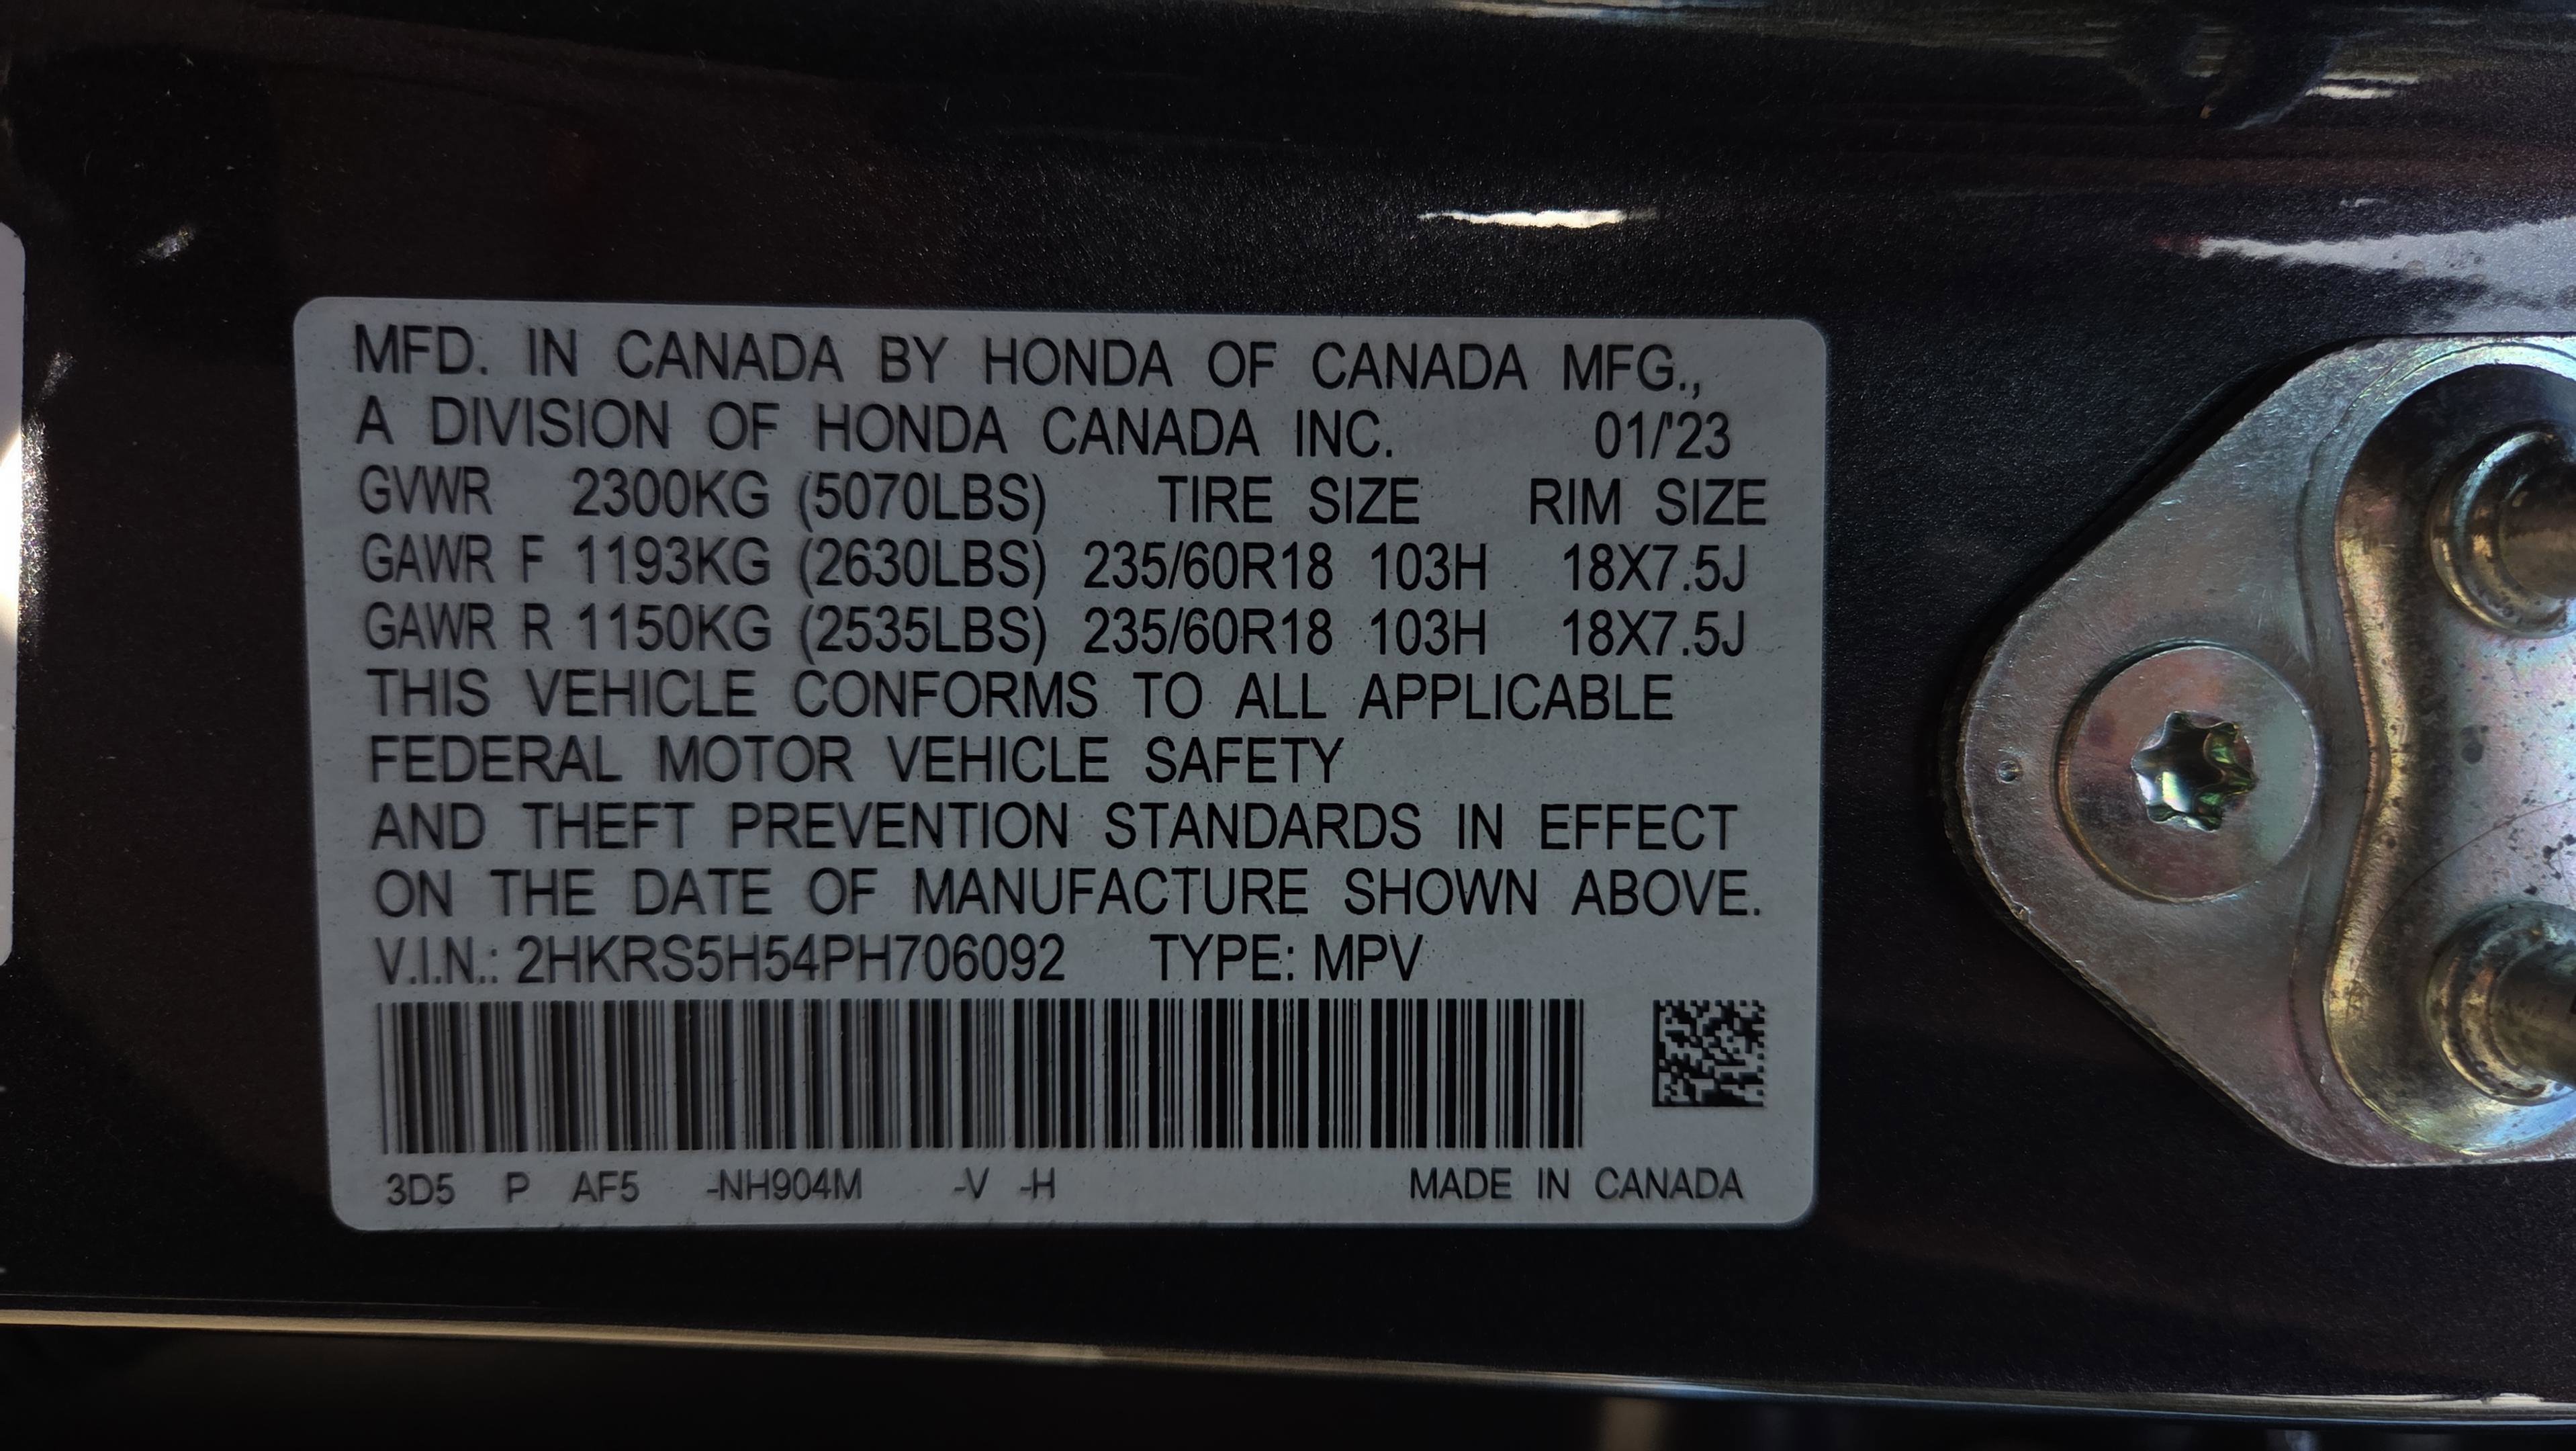 MFD. IN CANADA BY HONDA OF CANADA MFG.,
A DIVISION OF HONDA CANADA INC. 01/'23
GVWR 2300KG (5070LBS) TIRE SIZE RIM SIZE
GAWR F 1193KG (2630LBS) 235/60R18 103H 18X7.5J
GAWR R 1150KG (2535LBS) 235/60R18 103H 18X7.5J
THIS VEHICLE CONFORMS TO ALL APPLICABLE
FEDERAL MOTOR VEHICLE SAFETY
AND THEFT PREVENTION STANDARDS IN EFFECT
ON THE DATE OF MANUFACTURE SHOWN ABOVE.
V.I.N.: 2HKRS5H54PH706092 TYPE: MPV
3D5 P AF5 -NH904M -V -H MADE IN CANADA